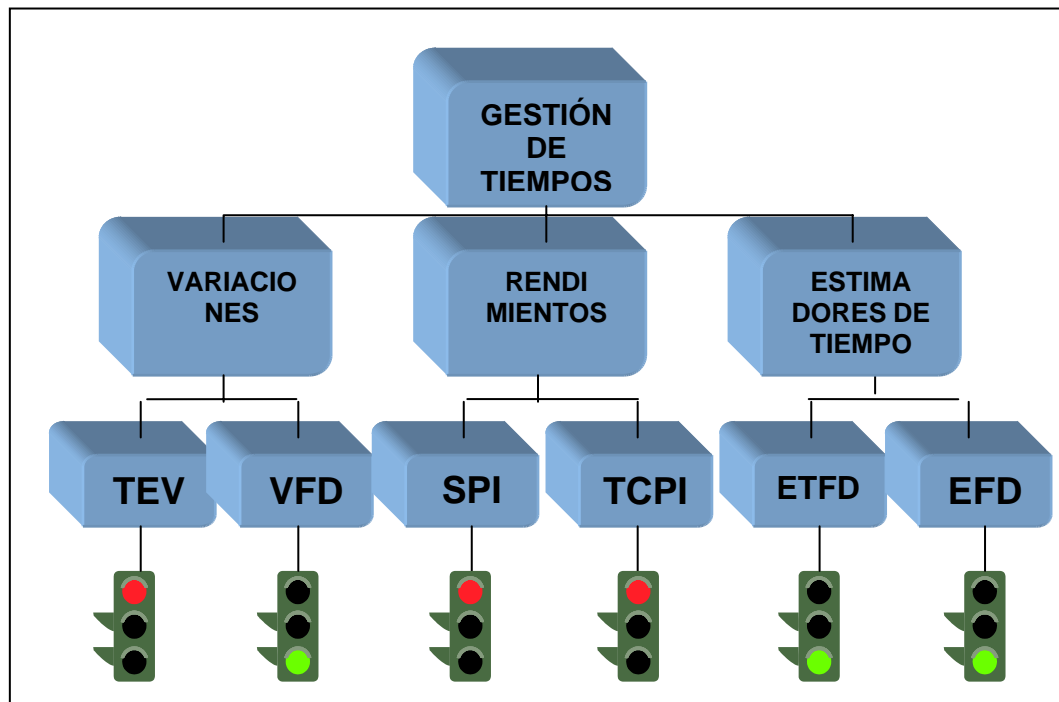 GESTIÓN
DE
TIEMPOS
VARIACIO
NES
RENDI
MIENTOS
ESTIMA
DORES DE
TIEMPO
TEV
VFD
SPI
TCPI
ETFD
EFD